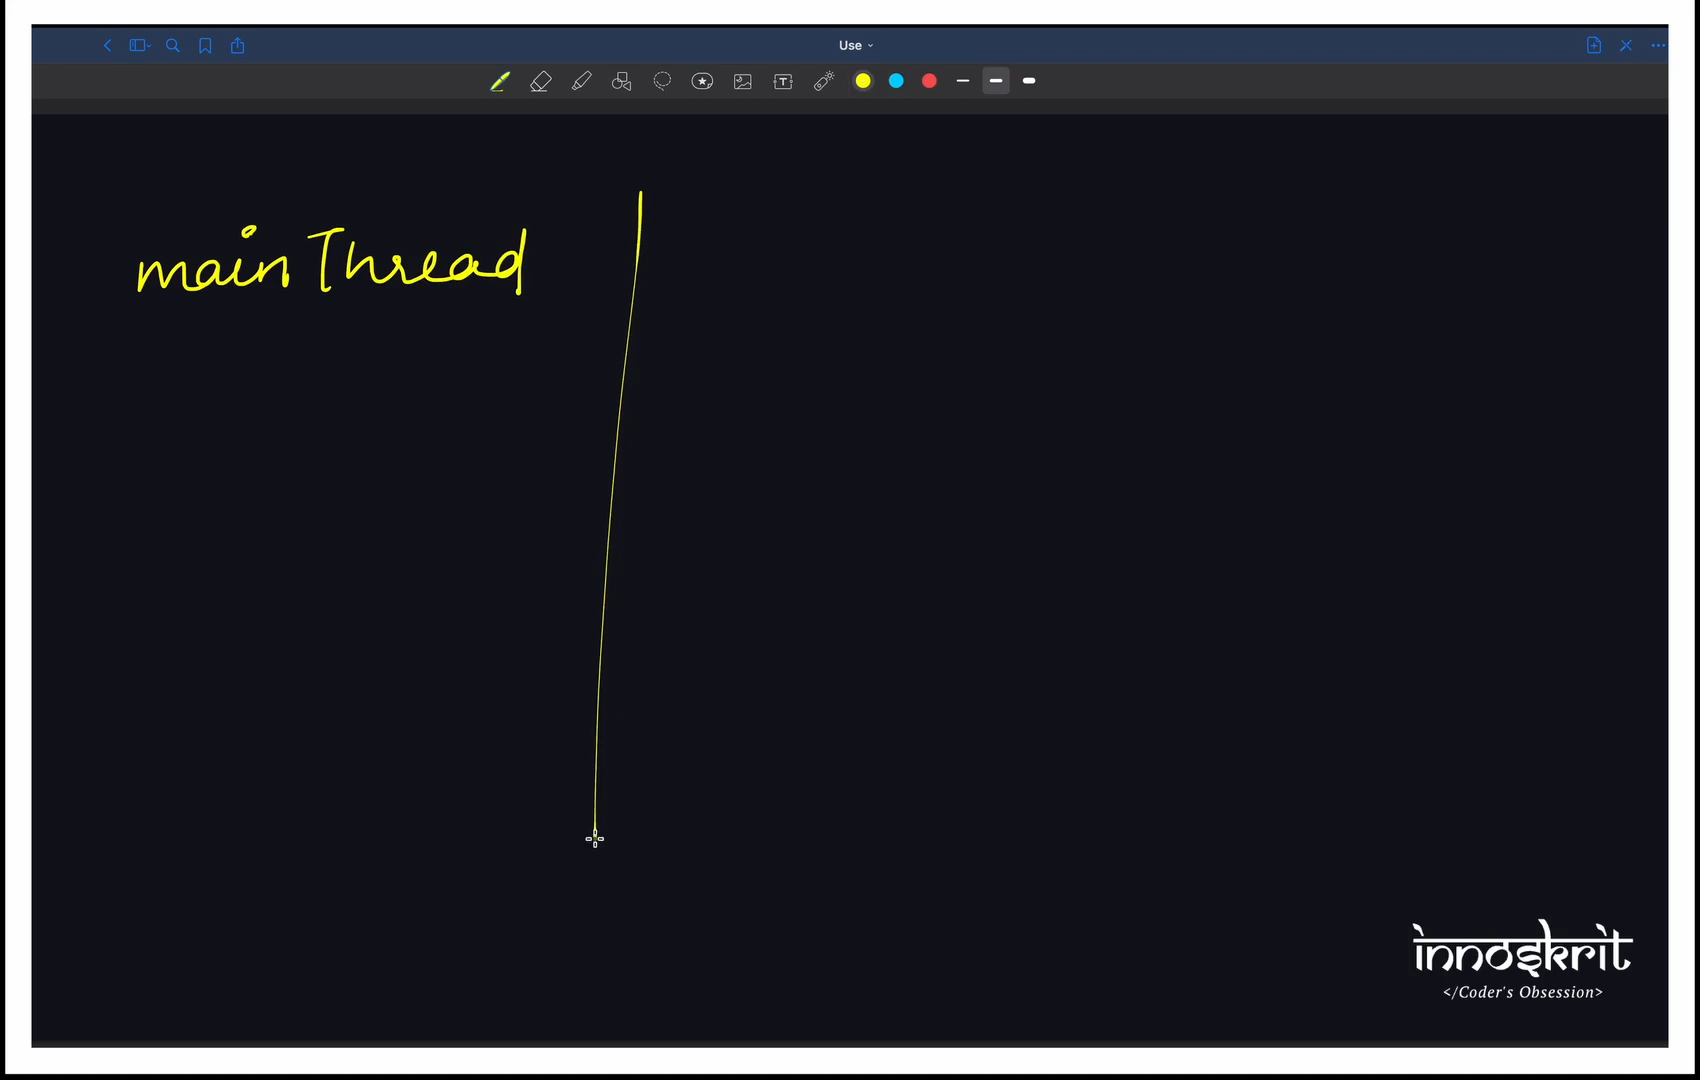 Use
main Thread
innoskrit
</Coder's Obsession>